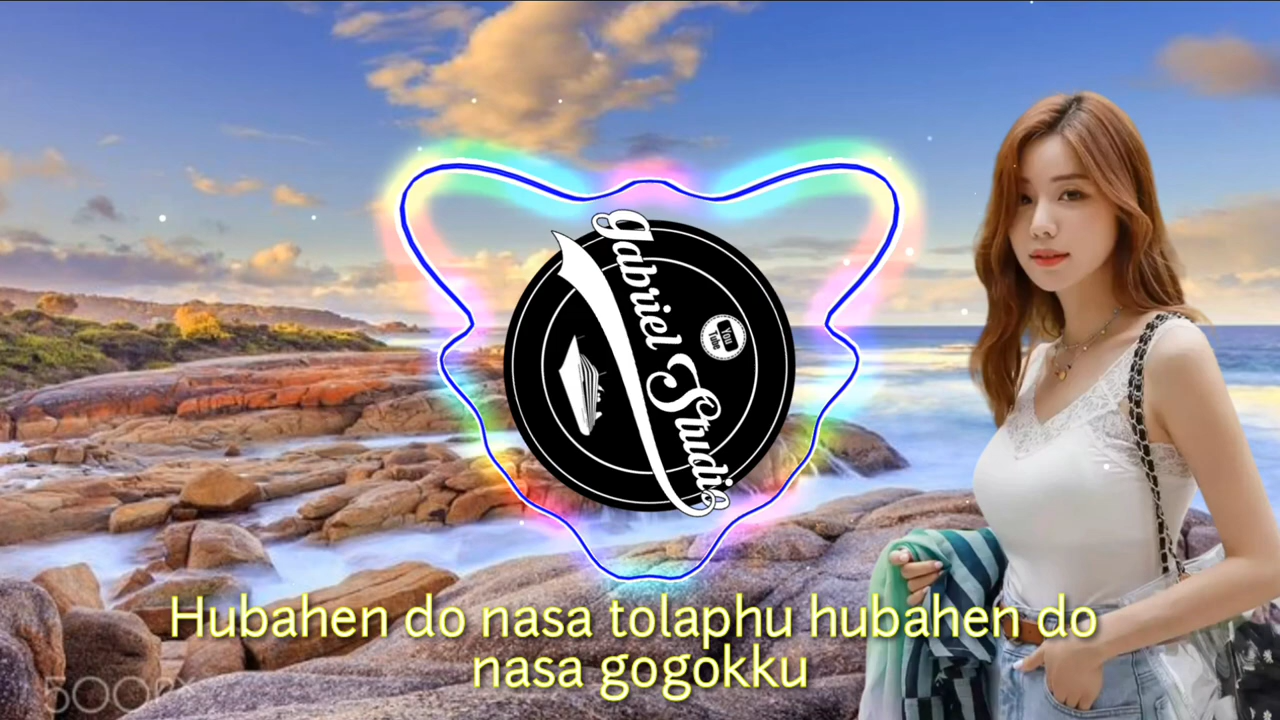 gabriel Studio
You
Tube
Hubahen do nasa tolaphu hubahen do
nasa gogokku
500px